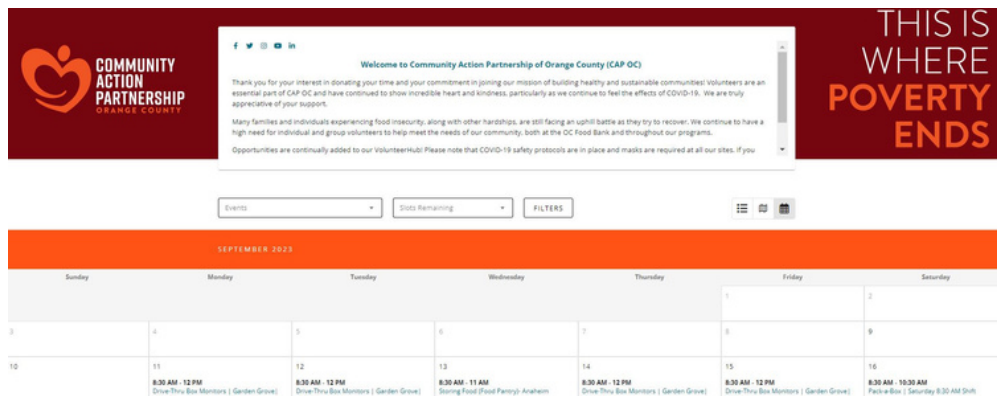 COMMUNITY
ACTION
PARTNERSHIP
ORANGE COUNTY
Welcome to Community Action Partnership of Orange County (CAP OC)
Thank you for your interest in donating your time and your commitment in joining our mission of building healthy and sustainable communities! Volunteers are an
essential part of CAP OC and have continued to show incredible heart and kindness, particularly as we continue to feel the effects of COVID-19. We are truly
appreciative of your support.
Many families and individuals experiencing food insecurity, along with other hardships, are still facing an uphill battle as they try to recover. We continue to have a
high need for individual and group volunteers to help meet the needs of our community, both at the OC Food Bank and throughout our programs.
Opportunities are continually added to our VolunteerHub! Please note that COVID-19 safety protocols are in place and masks are required at all our sites. If you
THIS IS
WHERE
POVERTY
ENDS
Events
Slots Remaining
FILTERS
SEPTEMBER 2023
Sunday Monday Tuesday Wednesday Thursday Friday Saturday
1 2
3 4 5 6 7 8 9
10 11 12 13 14 15 16
8:30 AM - 12 PM 8:30 AM - 12 PM 8:30 AM - 11 AM 8:30 AM - 12 PM 8:30 AM - 12 PM 8:30 AM - 10:30 AM
Drive-Thru Box Monitors | Garden Grove| Drive-Thru Box Monitors | Garden Grove| Storing Food (Food Pantry)- Anaheim Drive-Thru Box Monitors | Garden Grove| Drive-Thru Box Monitors | Garden Grove| Pack-a-Box | Saturday 8:30 AM Shift